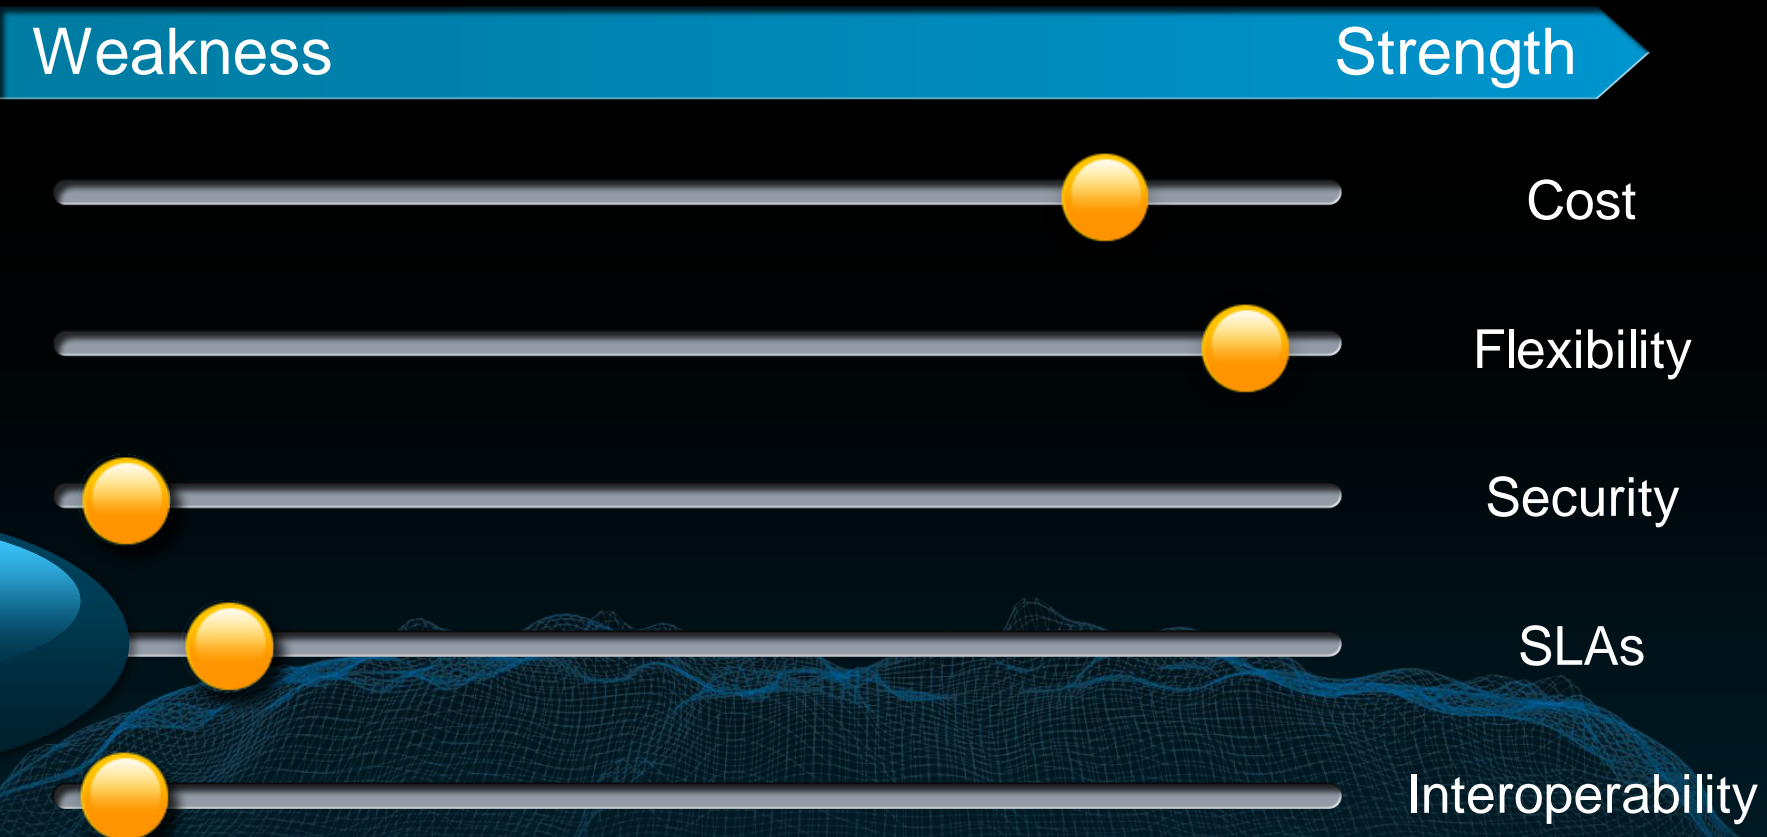 Weakness Strength
Cost
Flexibility
Security
SLAs
Interoperability